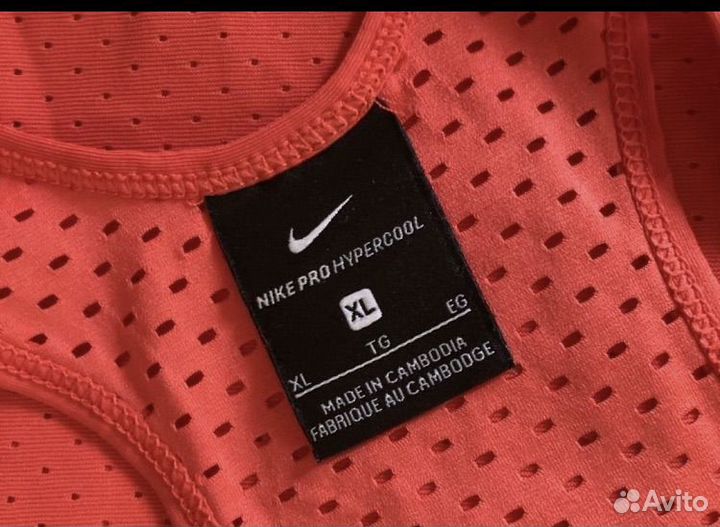 NIKE PRO HYPERCOOL
XL
XL TG EG
MADE IN CAMBODIA
FABRIQUE AU CAMBODGE
Avito